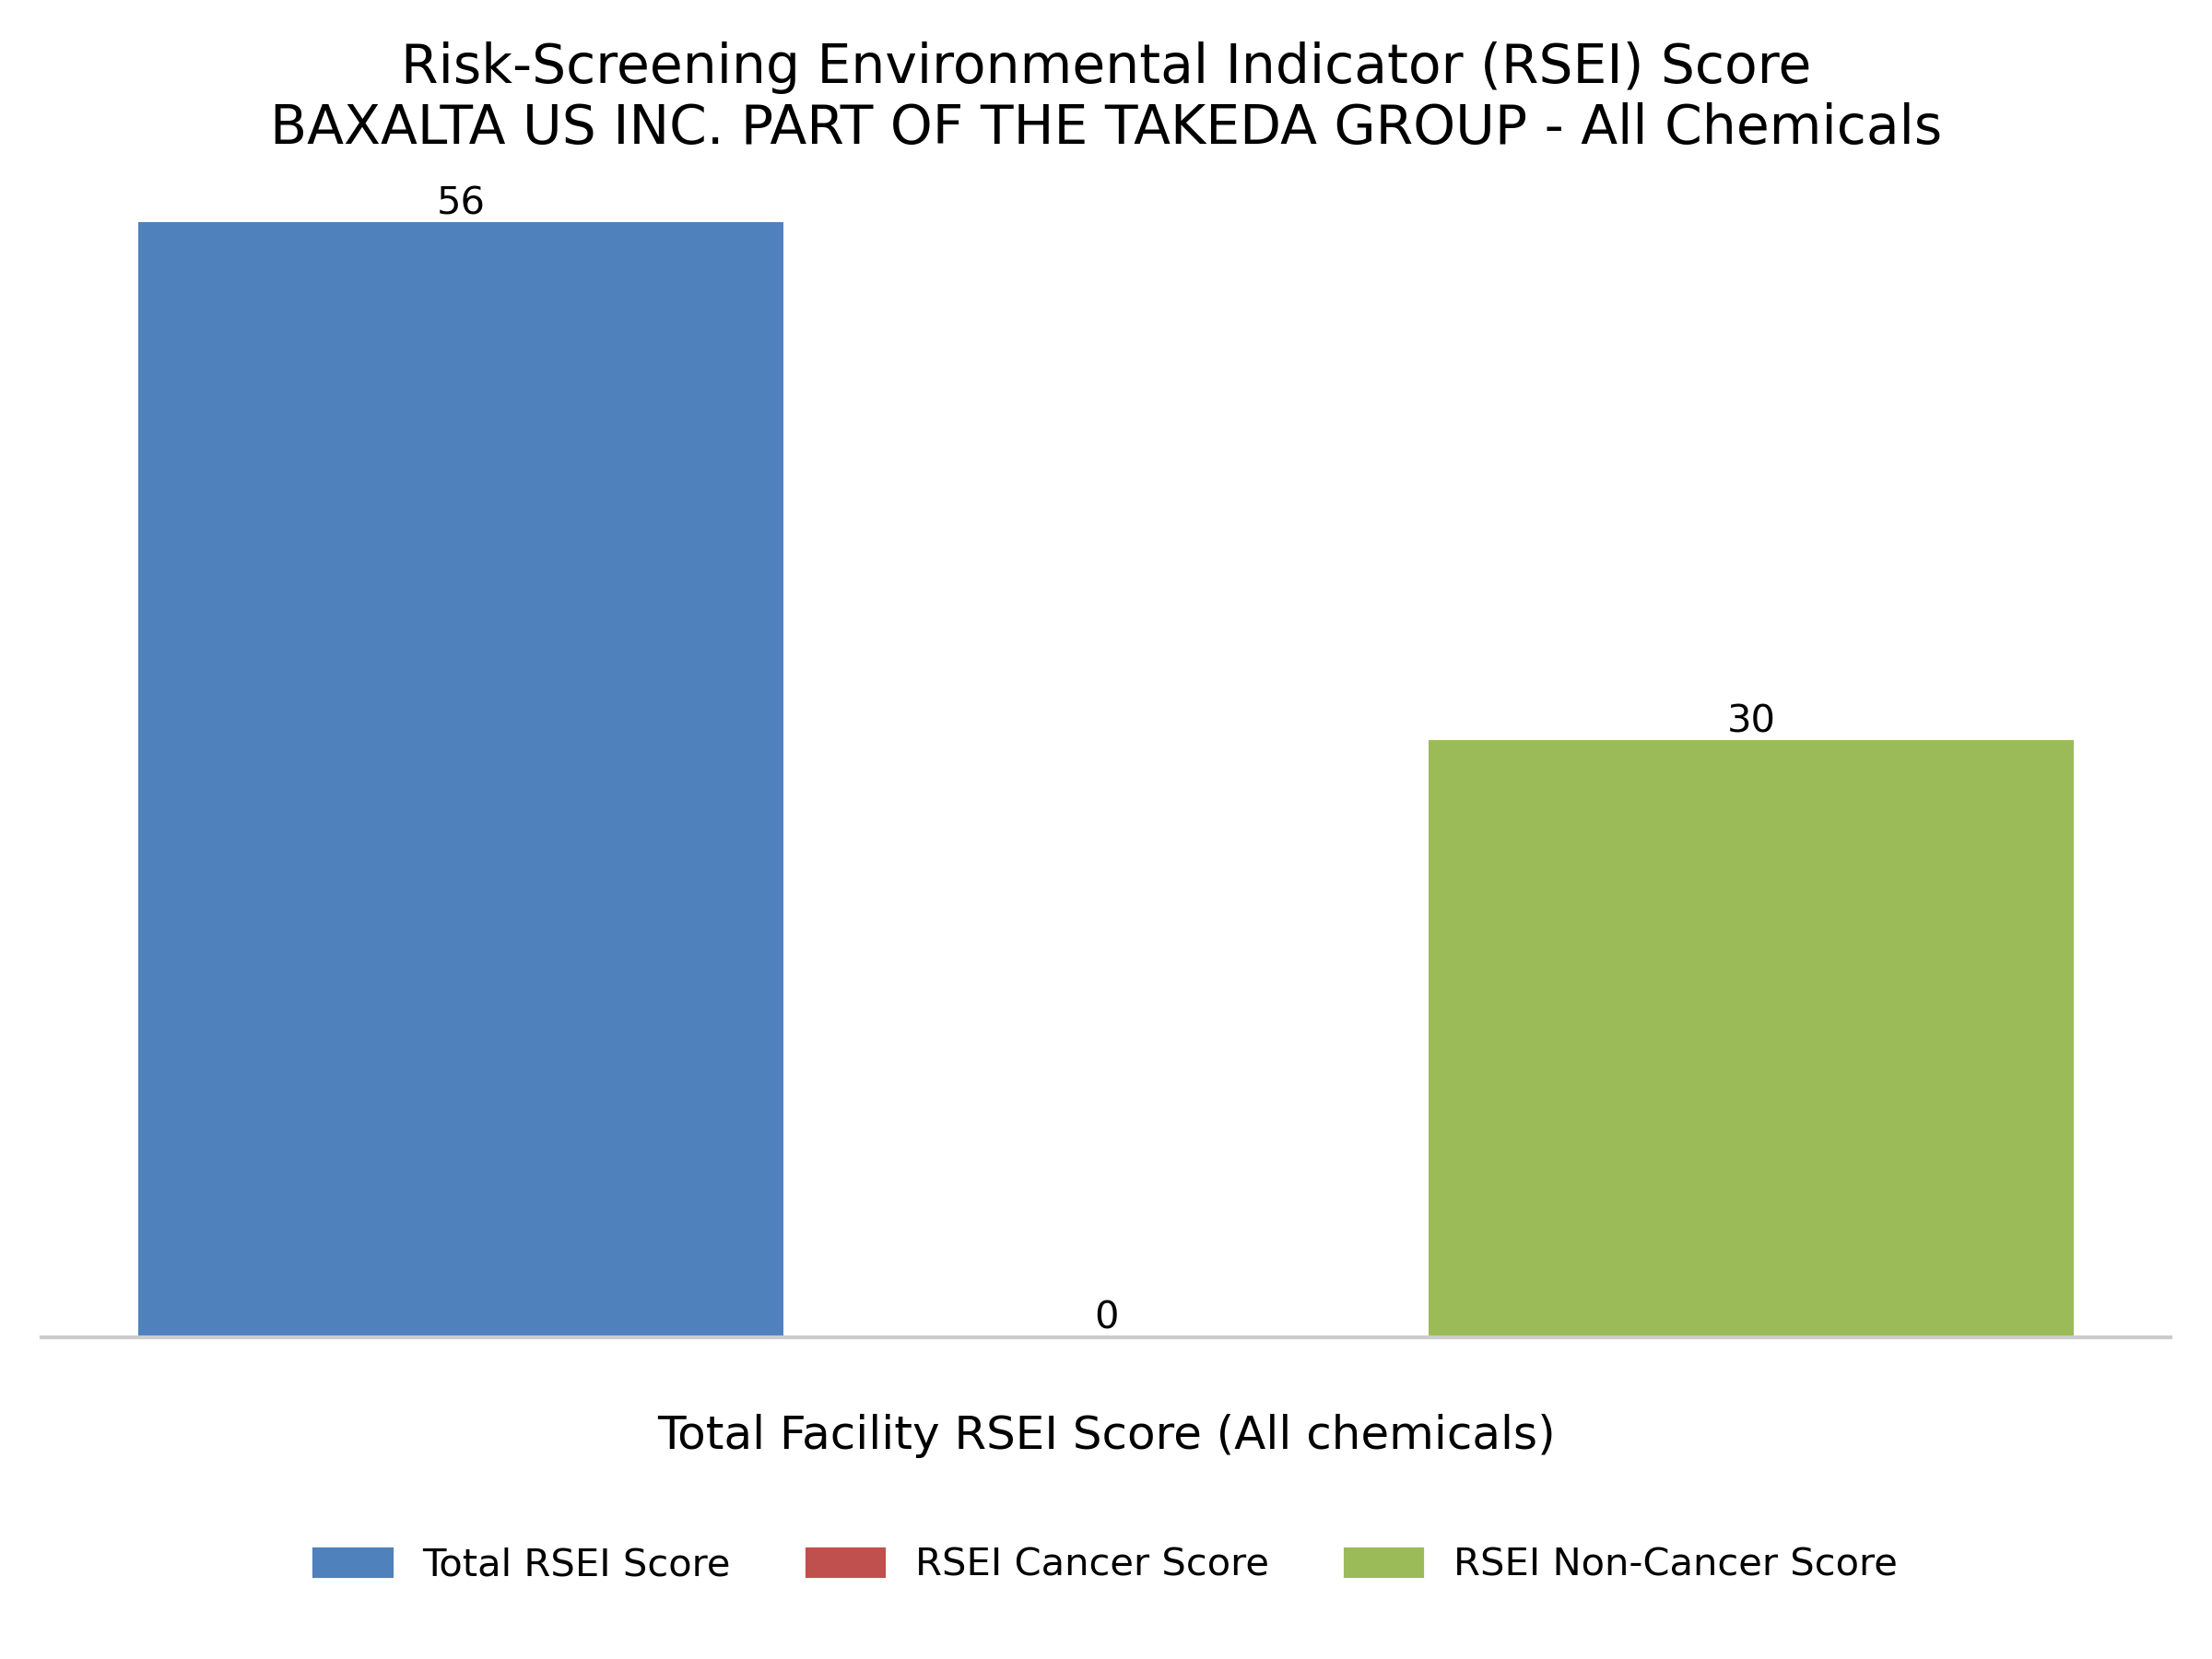 Risk-Screening Environmental Indicator (RSEI) Score
BAXALTA US INC. PART OF THE TAKEDA GROUP - All Chemicals
56
30
0
Total Facility RSEI Score (All chemicals)
Total RSEI Score
RSEI Cancer Score
RSEI Non-Cancer Score